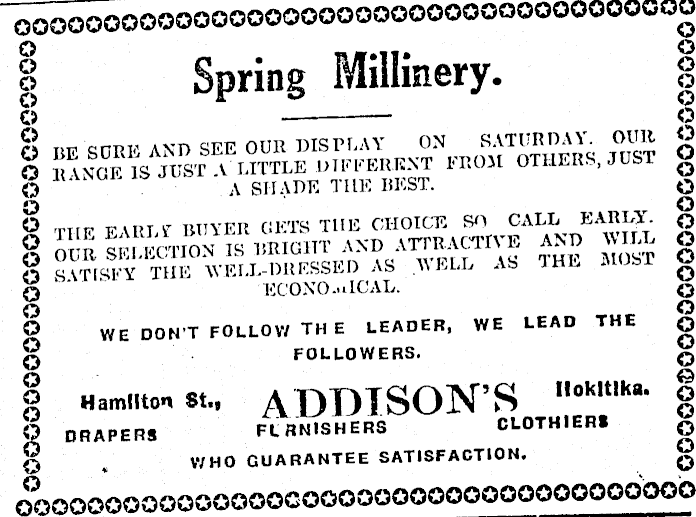 Spring Millinery.
BE SURE AND SEE OUR DISPLAY ON SATURDAY. OUR
RANGE IS JUST A LITTLE DIFFERENT FROM OTHERS, JUST
A SHADE THE BEST.
THE EARLY BUYER GETS THE CHOICE SO CALL EARLY.
OUR SELECTION IS BRIGHT AND ATTRACTIVE AND WILL
SATISFY THE WELL-DRESSED AS WELL AS THE MOST
ECONOMICAL.
WE DON'T FOLLOW THE LEADER, WE LEAD THE
FOLLOWERS.
Hamilton St., ADDISON'S Hokitika.
DRAPERS FURNISHERS CLOTHIERS
WHO GUARANTEE SATISFACTION.